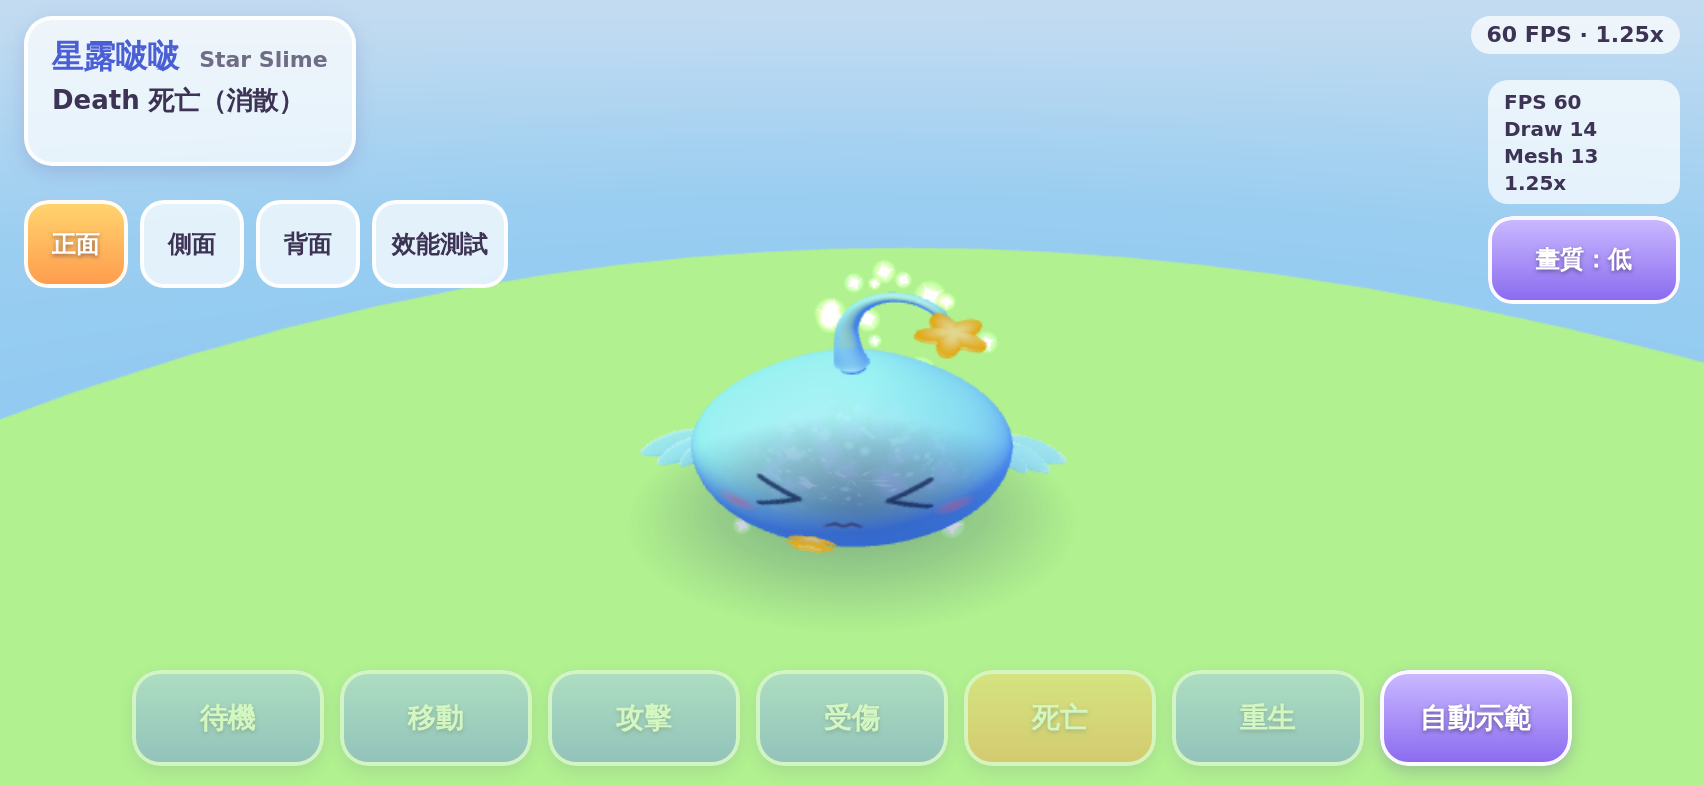 星露啵啵 Star Slime
Death 死亡（消散）
60 FPS · 1.25x
FPS 60
Draw 14
Mesh 13
1.25x
正面
側面
背面
效能測試
畫質：低
待機
移動
攻擊
受傷
死亡
重生
自動示範